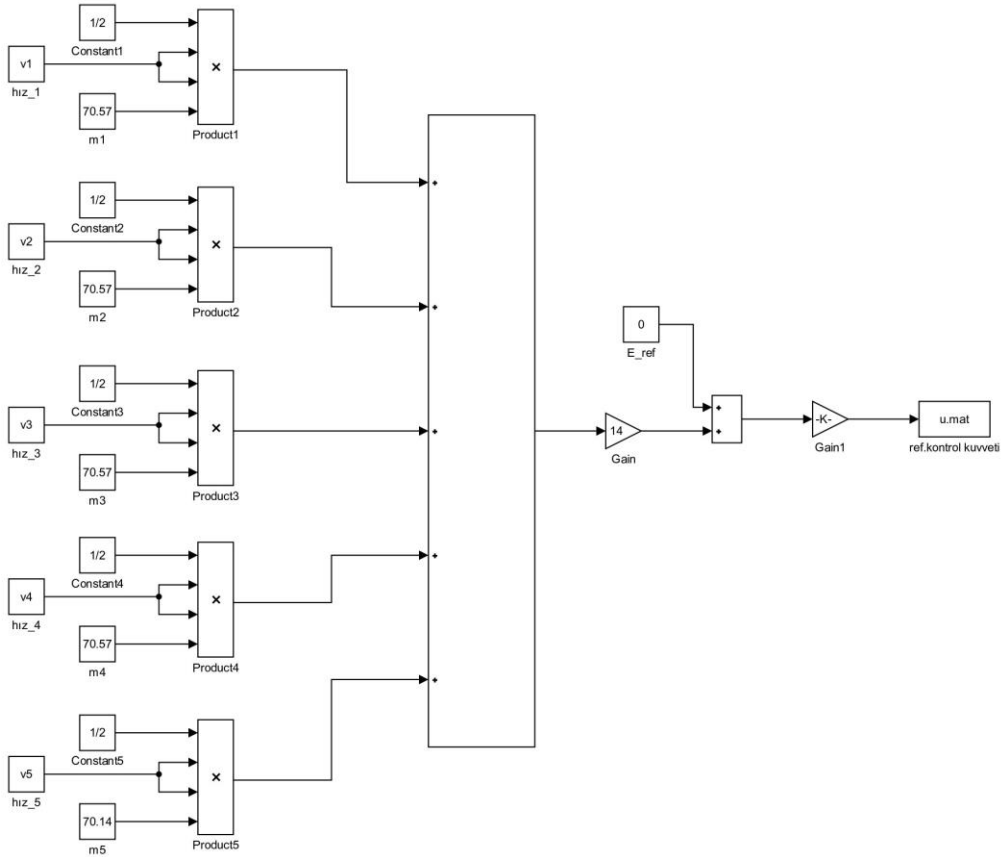 1/2
Constant1
v1
hız_1
×
70.57
m1
Product1
1/2
Constant2
v2
hız_2
×
70.57
m2
Product2
1/2
Constant3
v3
hız_3
×
70.57
m3
Product3
1/2
Constant4
v4
hız_4
×
70.57
m4
Product4
1/2
Constant5
v5
hız_5
×
70.14
m5
Product5
+
+
+
+
+
14
Gain
0
E_ref
+
+
-K-
Gain1
u.mat
ref.kontrol kuvveti